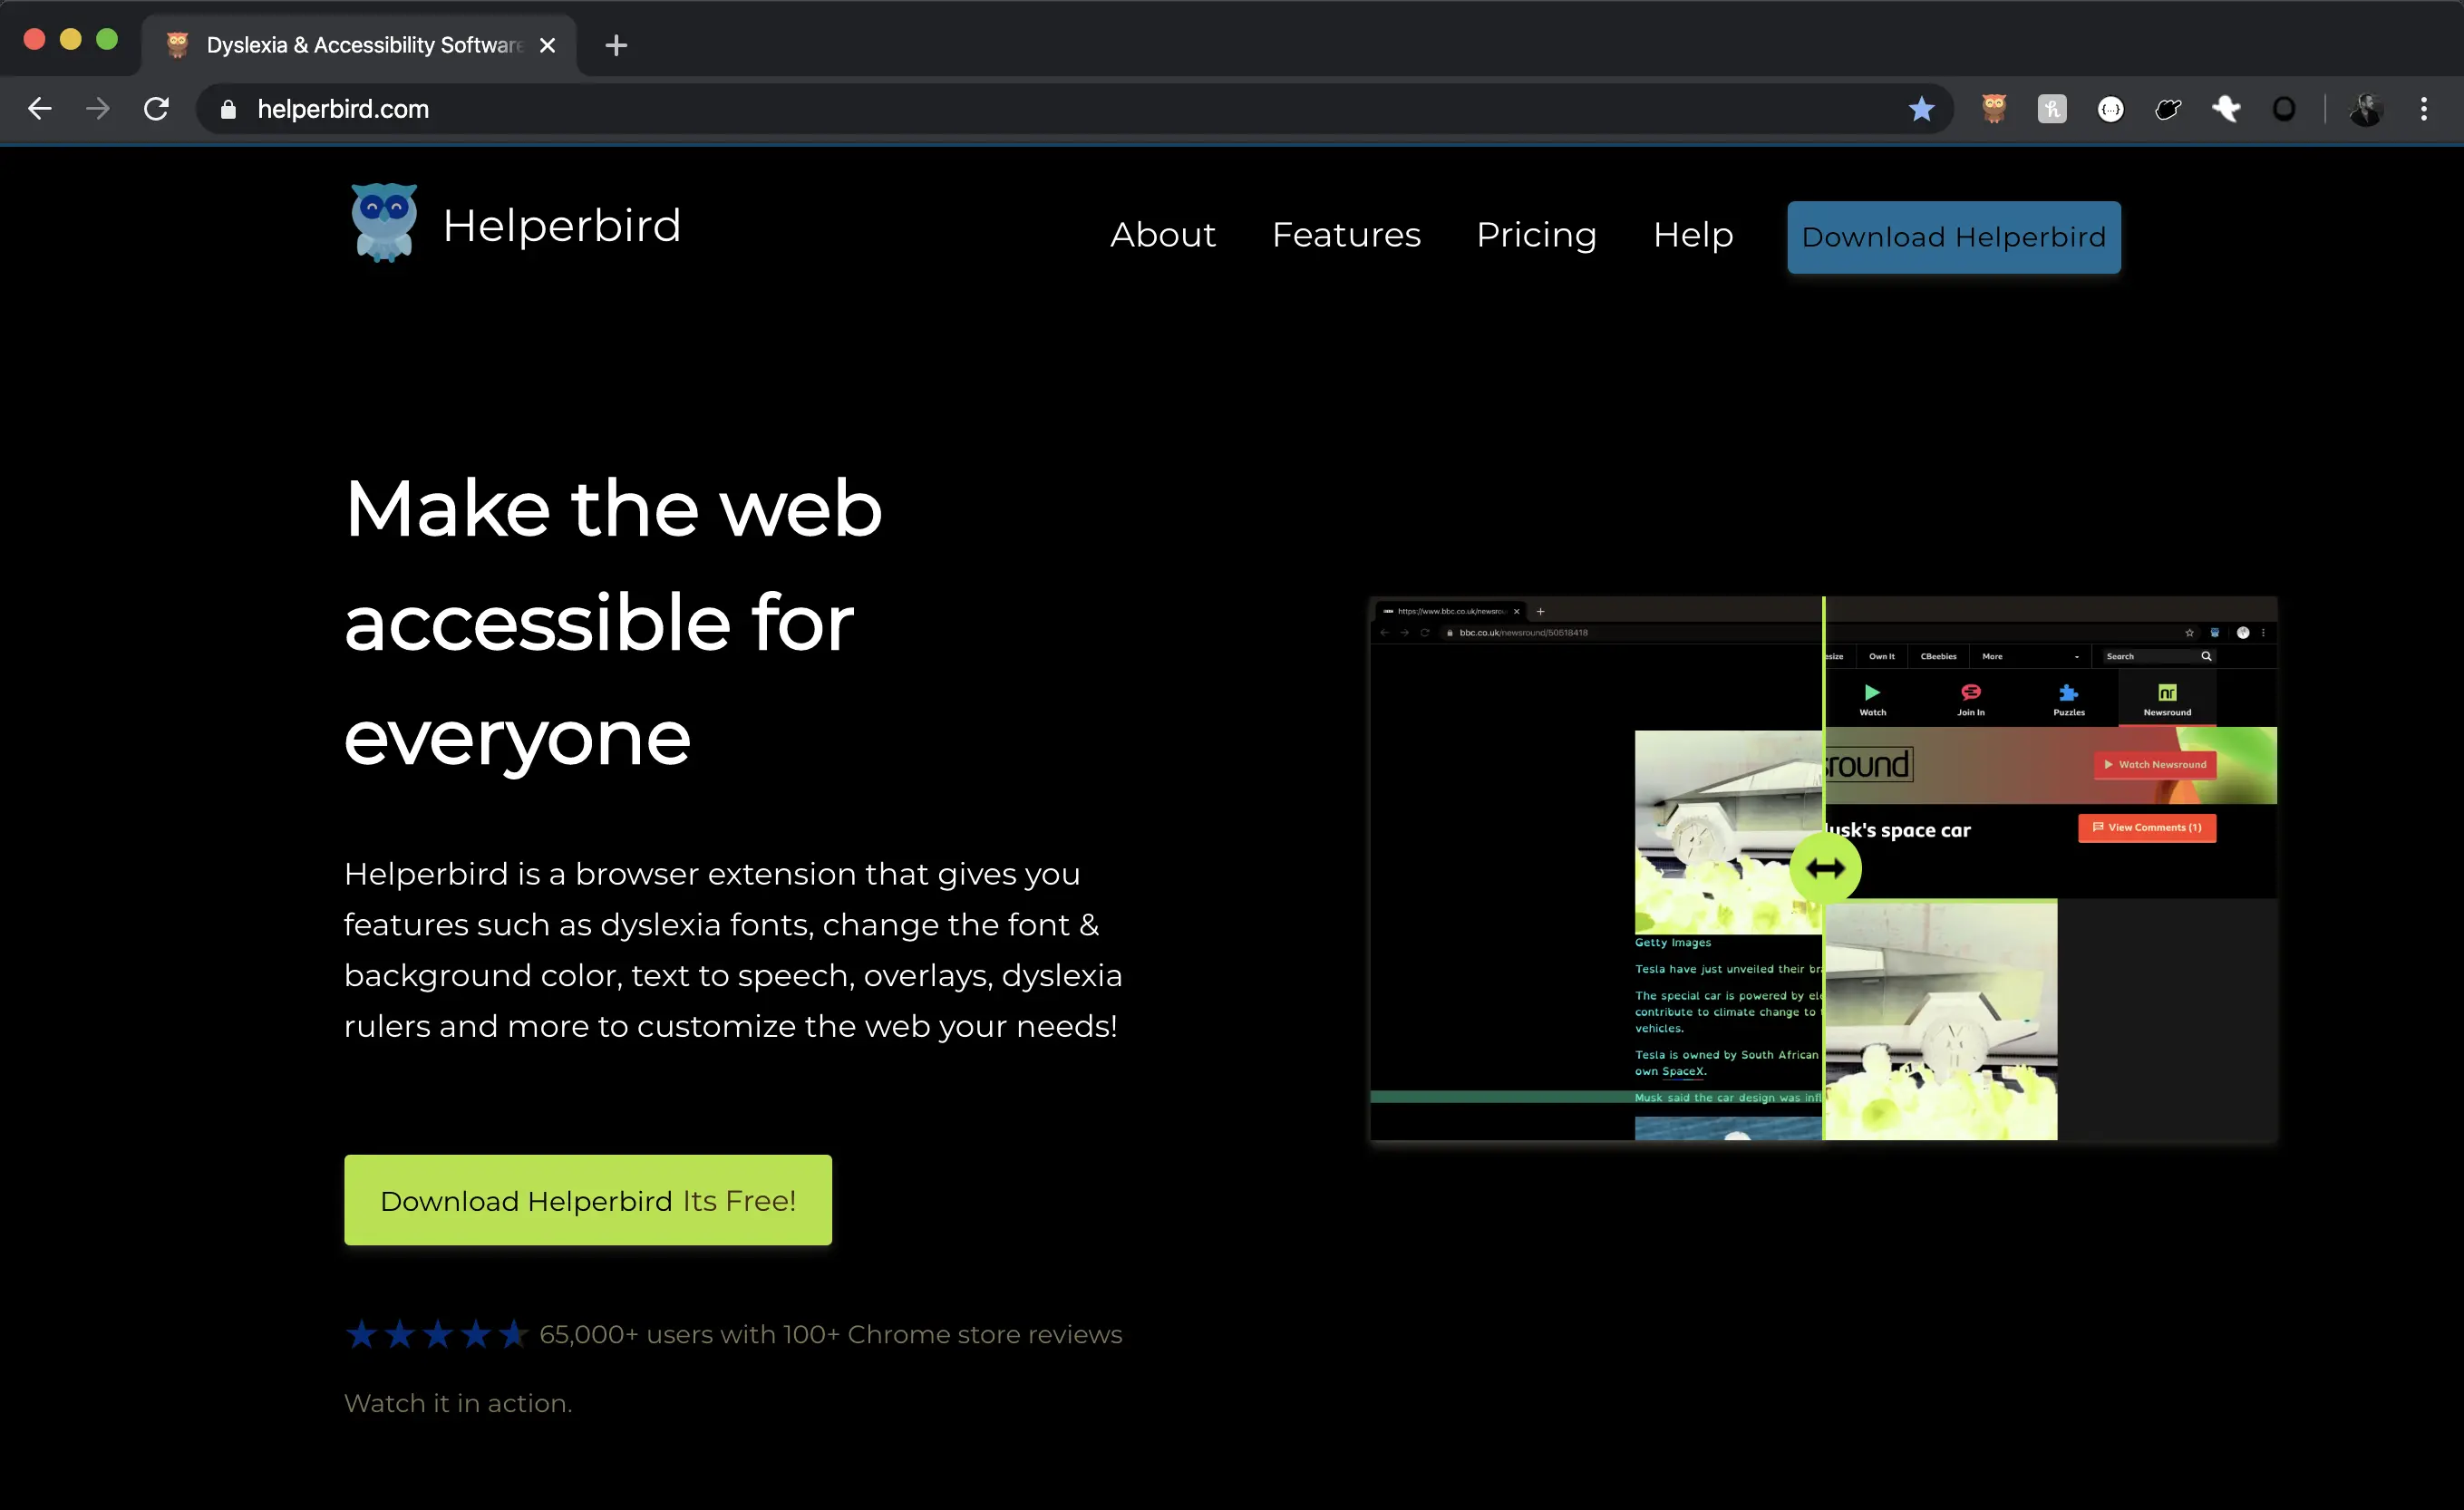 Dyslexia & Accessibility Software
helperbird.com
Helperbird
About
Features
Pricing
Help
Download Helperbird
Make the web
accessible for
everyone
Helperbird is a browser extension that gives you
features such as dyslexia fonts, change the font &
background color, text to speech, overlays, dyslexia
rulers and more to customize the web your needs!
Download Helperbird Its Free!
65,000+ users with 100+ Chrome store reviews
Watch it in action.
https://www.bbc.co.uk/newsrou
bbc.co.uk/newsround/50518418
esize
Own It
CBeebies
More
Search
Watch
Join In
Puzzles
nr
Newsround
sround
Watch Newsround
usk's space car
View Comments (1)
Getty Images
Tesla have just unveiled their bra
The special car is powered by ele
contribute to climate change to
vehicles.
Tesla is owned by South African
own SpaceX.
Musk said the car design was infl